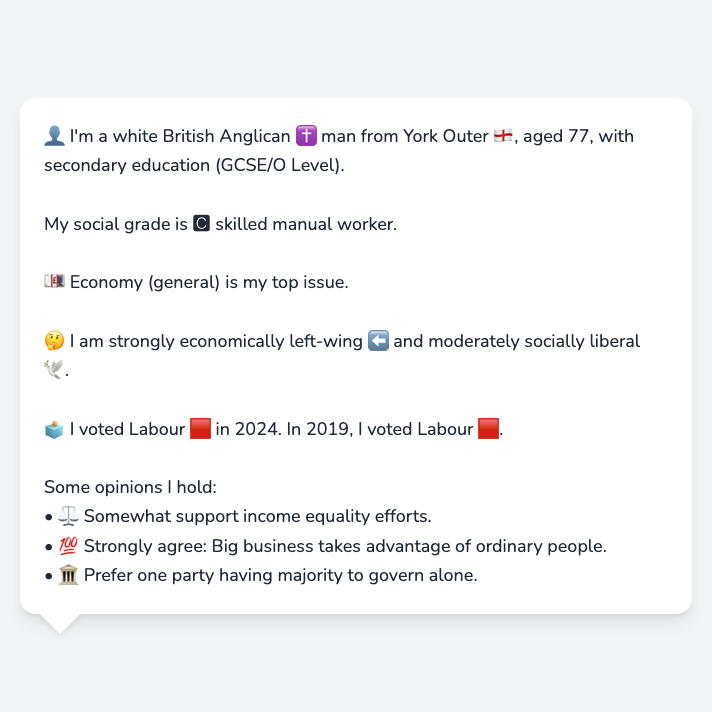 👤 I'm a white British Anglican ✝️ man from York Outer 🏴󠁧󠁢󠁥󠁮󠁧󠁿, aged 77, with
secondary education (GCSE/O Level).
My social grade is 🅲 skilled manual worker.
💷 Economy (general) is my top issue.
🤔 I am strongly economically left-wing ⬅️ and moderately socially liberal
🕊️.
🗳️ I voted Labour 🟥 in 2024. In 2019, I voted Labour 🟥.
Some opinions I hold:
• ⚖️ Somewhat support income equality efforts.
• 💯 Strongly agree: Big business takes advantage of ordinary people.
• 🏛️ Prefer one party having majority to govern alone.